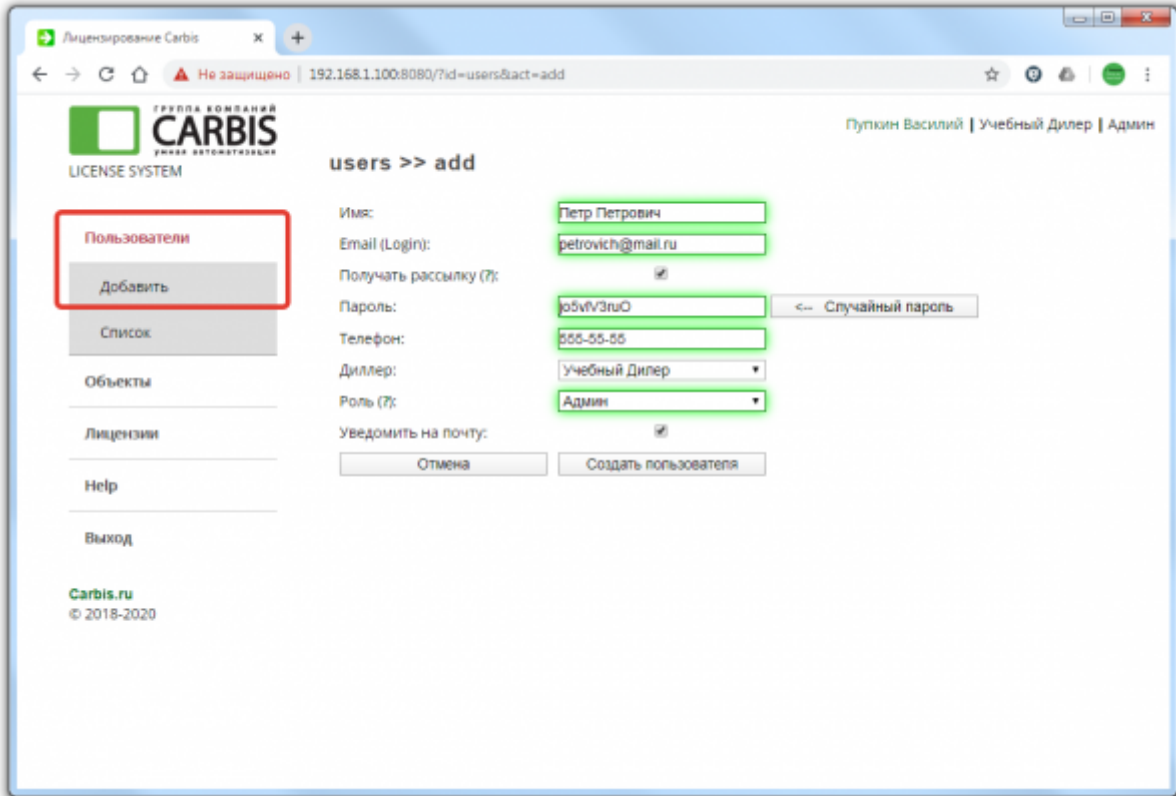 Лицензирование Carbis
Не защищено 192.168.1.100:8080/?id=users&act=add
ГРУППА КОМПАНИЙ
CARBIS
умная автоматизация
LICENSE SYSTEM
Пупкин Василий | Учебный Дилер | Админ
users >> add
Пользователи
Добавить
Список
Объекты
Лицензии
Help
Выход
Carbis.ru
© 2018-2020
Имя: Петр Петрович
Email (Login): petrovich@mail.ru
Получать рассылку (?):
Пароль: <-- Случайный пароль
Телефон: 555-55-55
Диллер: Учебный Дилер
Роль (?): Админ
Уведомить на почту:
Отмена Создать пользователя